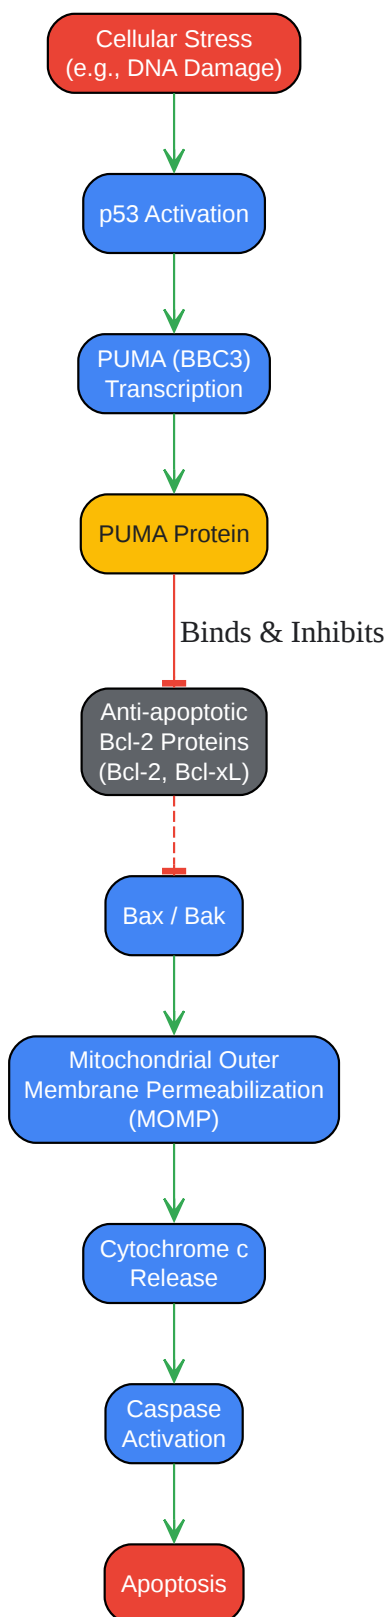 Cellular Stress
(e.g., DNA Damage)
p53 Activation
PUMA (BBC3)
Transcription
PUMA Protein
Binds & Inhibits
Anti-apoptotic
Bcl-2 Proteins
(Bcl-2, Bcl-xL)
Bax / Bak
Mitochondrial Outer
Membrane Permeabilization
(MOMP)
Cytochrome c
Release
Caspase
Activation
Apoptosis